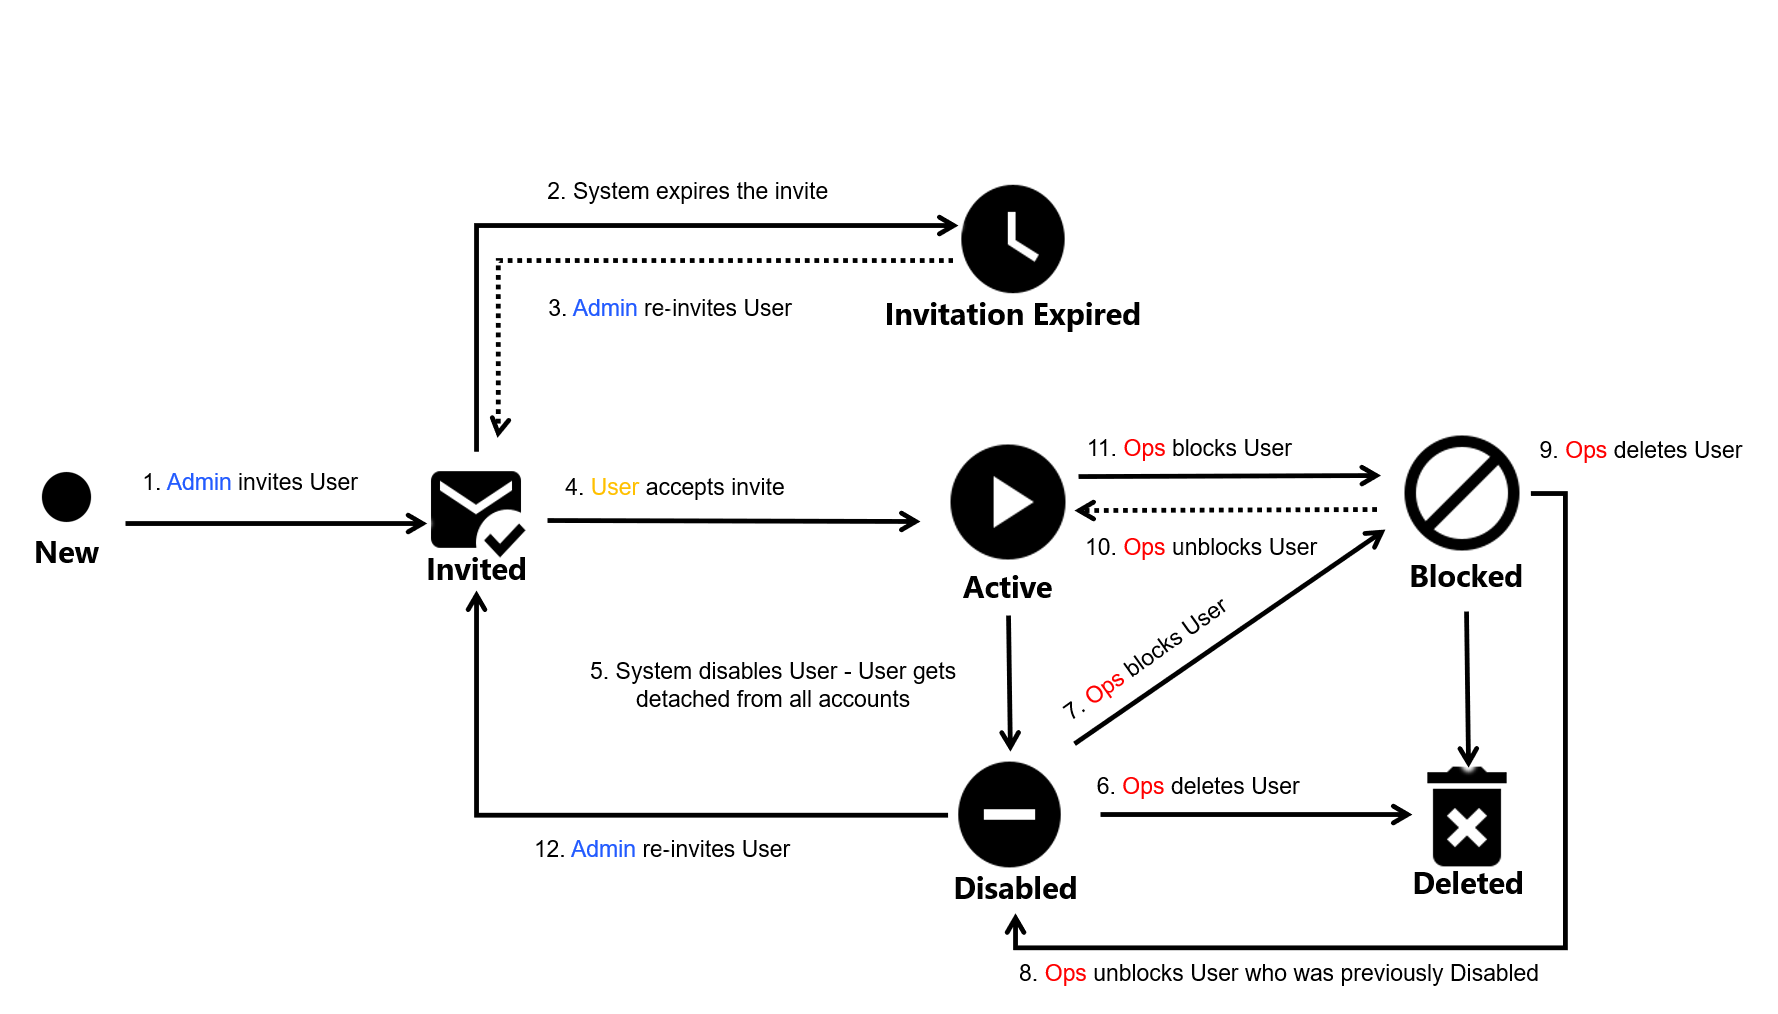 2. System expires the invite
3. Admin re-invites User
Invitation Expired
1. Admin invites User
New
Invited
4. User accepts invite
Active
11. Ops blocks User
10. Ops unblocks User
Blocked
9. Ops deletes User
5. System disables User - User gets
detached from all accounts
7. Ops blocks User
6. Ops deletes User
12. Admin re-invites User
Disabled
Deleted
8. Ops unblocks User who was previously Disabled